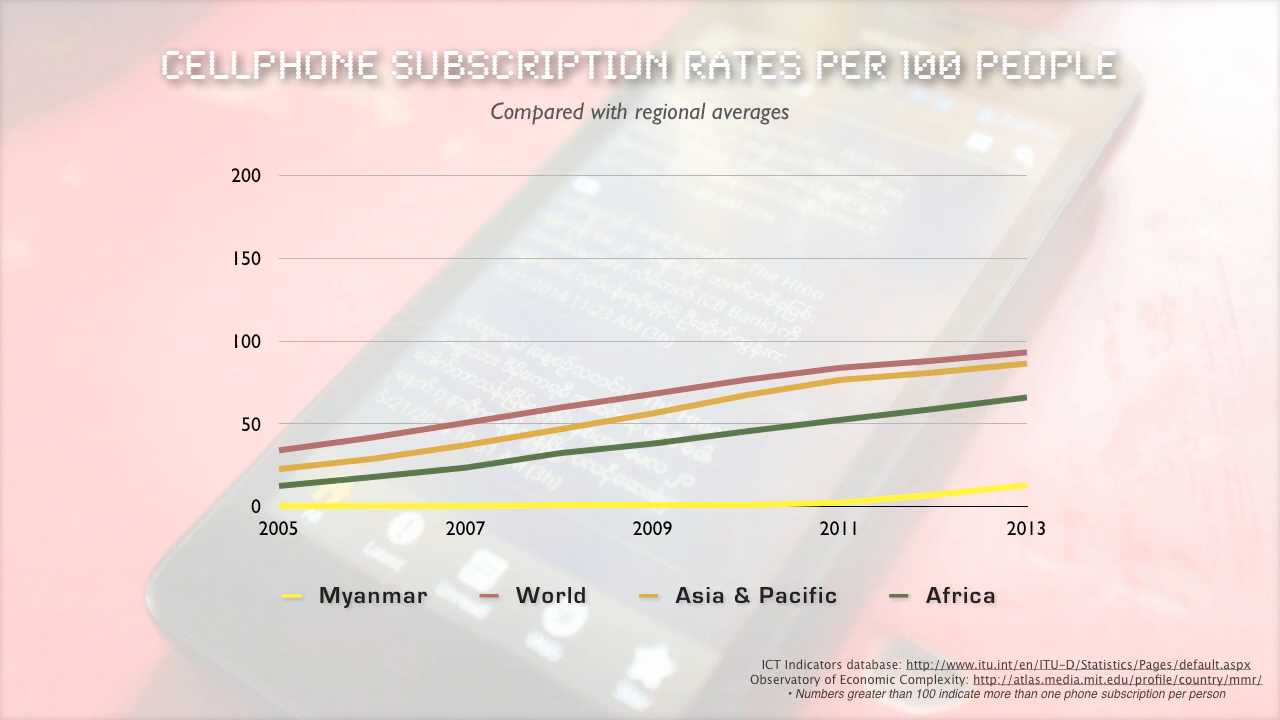 CELLPHONE SUBSCRIPTION RATES PER 100 PEOPLE
Compared with regional averages
200
150
100
50
0
2005 2007 2009 2011 2013
Myanmar World Asia & Pacific Africa
ICT Indicators database: http://www.itu.int/en/ITU-D/Statistics/Pages/default.aspx
Observatory of Economic Complexity: http://atlas.media.mit.edu/profile/country/mmr/
• Numbers greater than 100 indicate more than one phone subscription per person